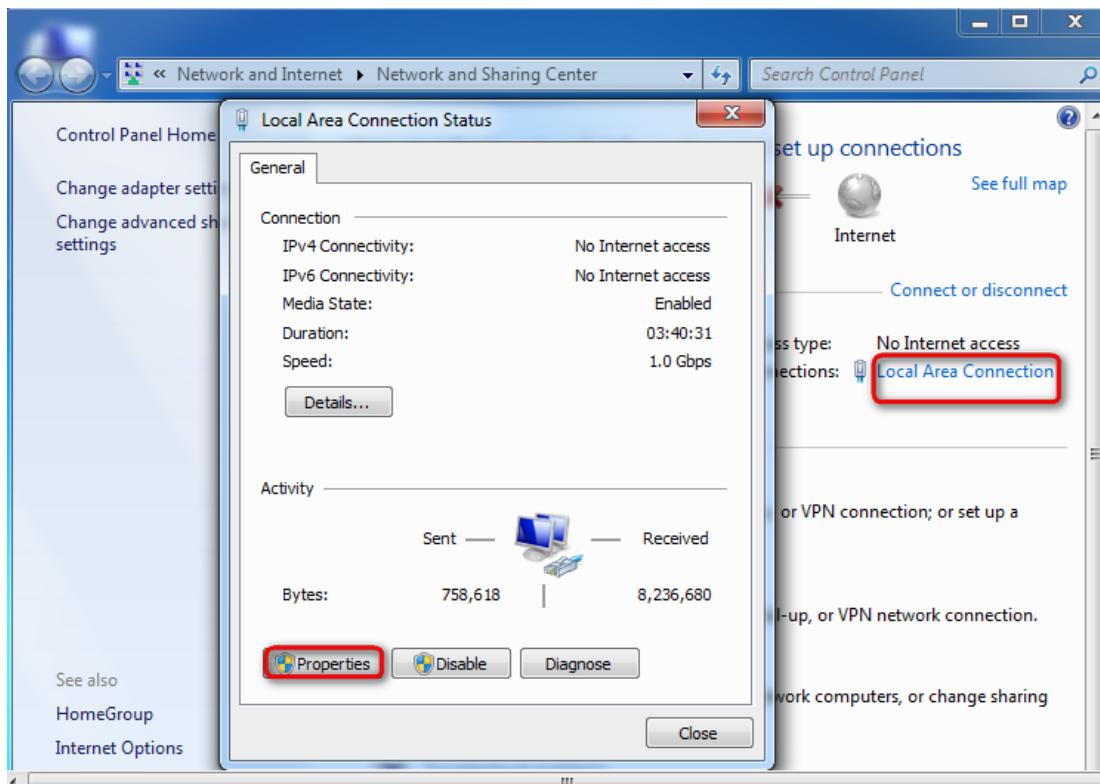 « Network and Internet ▸ Network and Sharing Center
Search Control Panel
Control Panel Home
Change adapter setti
Change advanced sh
settings
See also
HomeGroup
Internet Options
Local Area Connection Status
General
Connection
IPv4 Connectivity: No Internet access
IPv6 Connectivity: No Internet access
Media State: Enabled
Duration: 03:40:31
Speed: 1.0 Gbps
Details...
Activity
Sent Received
Bytes: 758,618 8,236,680
Properties Disable Diagnose
Close
set up connections
See full map
Internet
Connect or disconnect
ss type: No Internet access
nections: Local Area Connection
or VPN connection; or set up a
l-up, or VPN network connection.
work computers, or change sharing